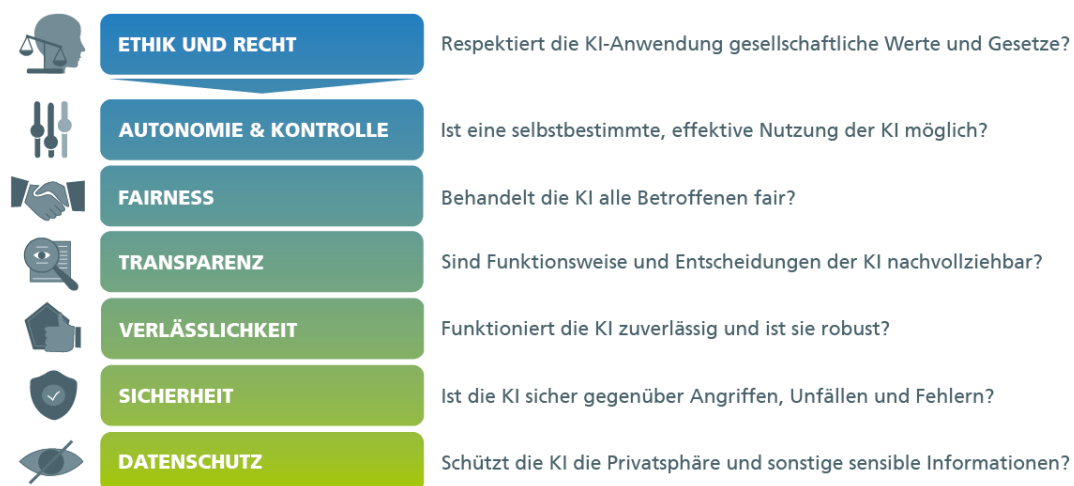 ETHIK UND RECHT
Respektiert die KI-Anwendung gesellschaftliche Werte und Gesetze?
AUTONOMIE & KONTROLLE
Ist eine selbstbestimmte, effektive Nutzung der KI möglich?
FAIRNESS
Behandelt die KI alle Betroffenen fair?
TRANSPARENZ
Sind Funktionsweise und Entscheidungen der KI nachvollziehbar?
VERLÄSSLICHKEIT
Funktioniert die KI zuverlässig und ist sie robust?
SICHERHEIT
Ist die KI sicher gegenüber Angriffen, Unfällen und Fehlern?
DATENSCHUTZ
Schützt die KI die Privatsphäre und sonstige sensible Informationen?